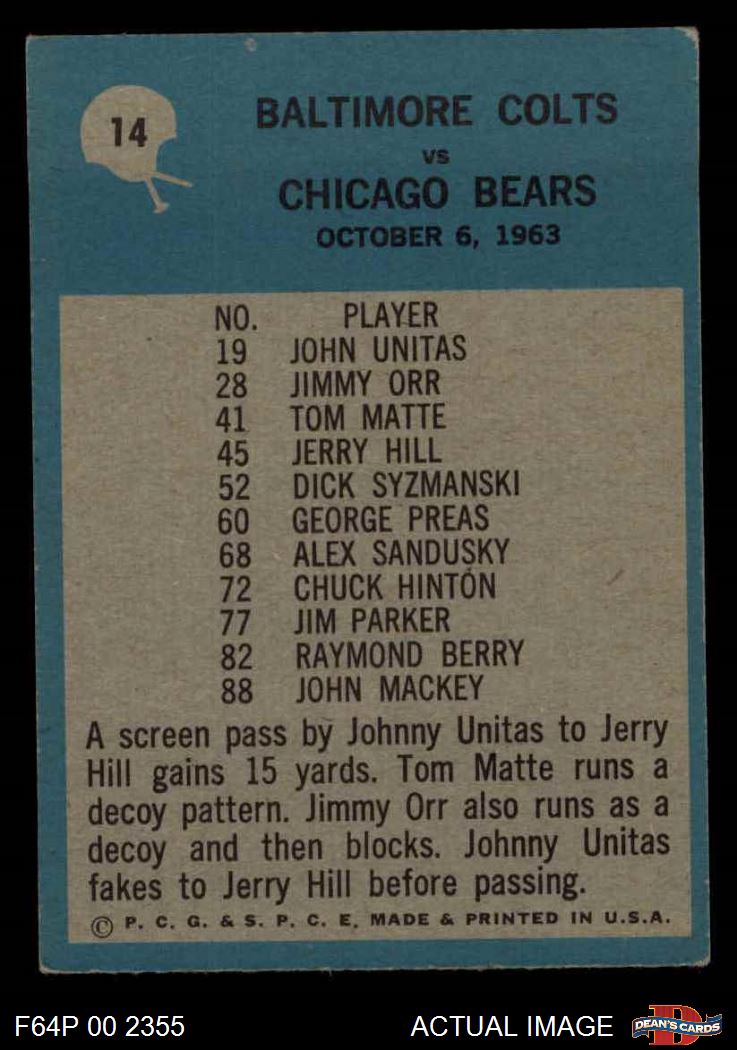 14
BALTIMORE COLTS
VS
CHICAGO BEARS
OCTOBER 6, 1963
NO. PLAYER
19 JOHN UNITAS
28 JIMMY ORR
41 TOM MATTE
45 JERRY HILL
52 DICK SYZMANSKI
60 GEORGE PREAS
68 ALEX SANDUSKY
72 CHUCK HINTON
77 JIM PARKER
82 RAYMOND BERRY
88 JOHN MACKEY
A screen pass by Johnny Unitas to Jerry
Hill gains 15 yards. Tom Matte runs a
decoy pattern. Jimmy Orr also runs as a
decoy and then blocks. Johnny Unitas
fakes to Jerry Hill before passing.
© P. C. G. & S. P. C. E. MADE & PRINTED IN U.S.A.
F64P 00 2355 ACTUAL IMAGE DEAN'S CARDS